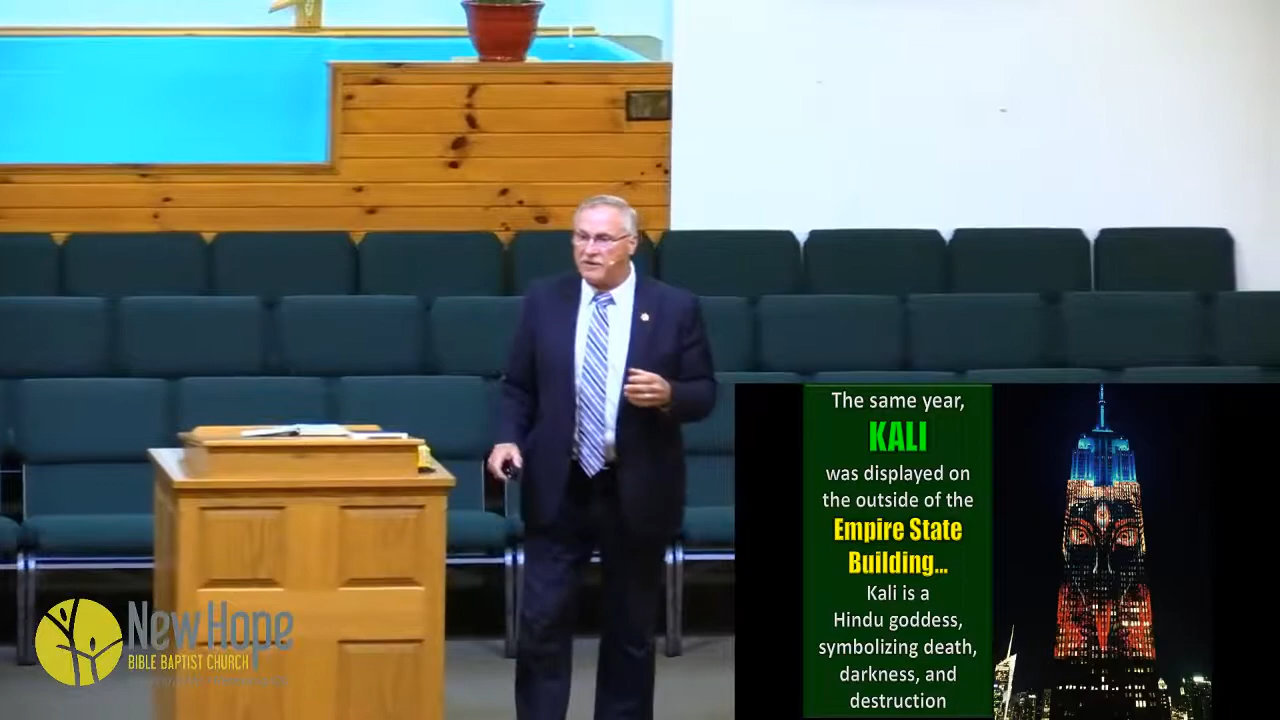 The same year,
KALI
was displayed on
the outside of the
Empire State
Building...
Kali is a
Hindu goddess,
symbolizing death,
darkness, and
destruction
New Hope
BIBLE BAPTIST CHURCH